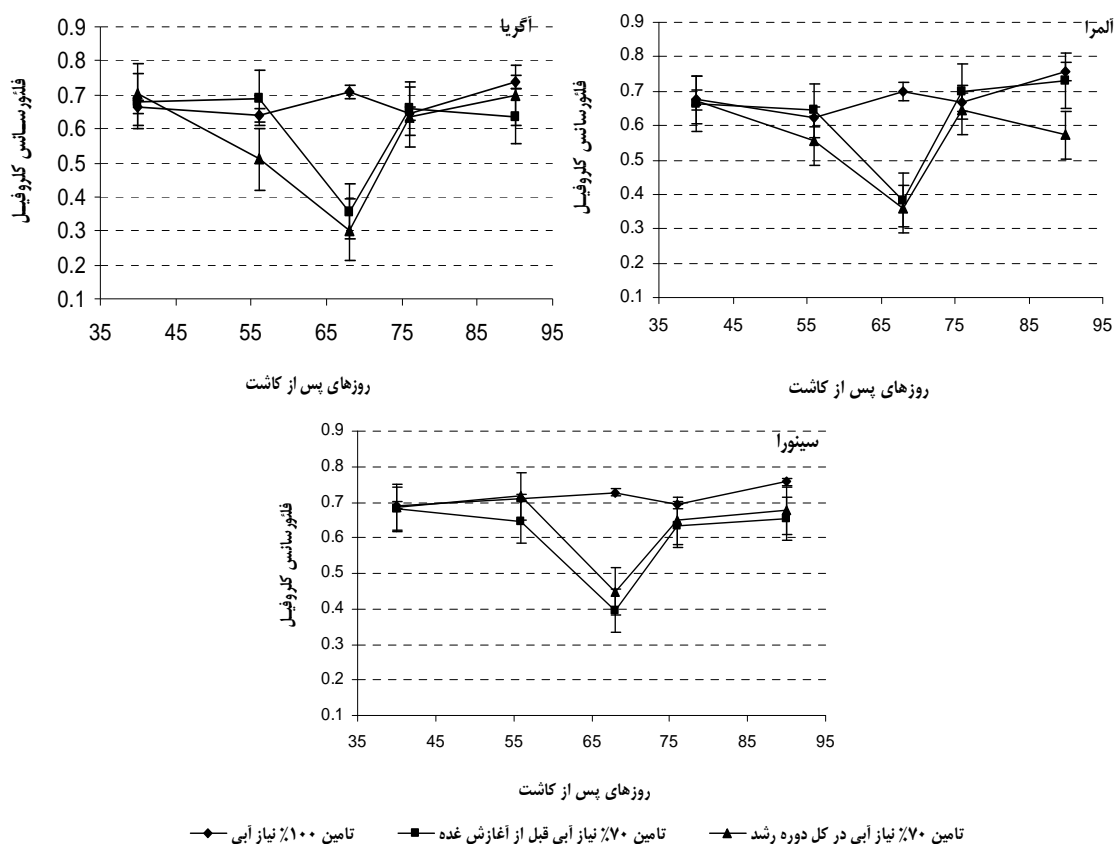 آگریا
0.9
0.8
0.7
0.6
0.5
0.4
0.3
0.2
0.1
35 45 55 65 75 85 95
فلئورسانس کلروفیل
روزهای پس از کاشت
آلمرا
0.9
0.8
0.7
0.6
0.5
0.4
0.3
0.2
0.1
35 45 55 65 75 85 95
فلئورسانس کلروفیل
روزهای پس از کاشت
سینورا
0.9
0.8
0.7
0.6
0.5
0.4
0.3
0.2
0.1
35 45 55 65 75 85 95
فلئورسانس کلروفیل
روزهای پس از کاشت
تامین ۱۰۰٪ نیاز آبی
تامین ۷۰٪ نیاز آبی قبل از آغازش غده
تامین ۷۰٪ نیاز آبی در کل دوره رشد